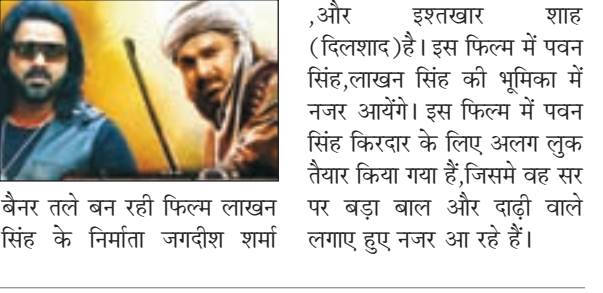 बैनर तले बन रही फिल्म लाखन
सिंह के निर्माता जगदीश शर्मा
,और इश्तखार शाह
(दिलशाद)है। इस फिल्म में पवन
सिंह,लाखन सिंह की भूमिका में
नजर आयेंगे। इस फिल्म में पवन
सिंह किरदार के लिए अलग लुक
तैयार किया गया हैं,जिसमे वह सर
पर बड़ा बाल और दाढ़ी वाले
लगाए हुए नजर आ रहे हैं।